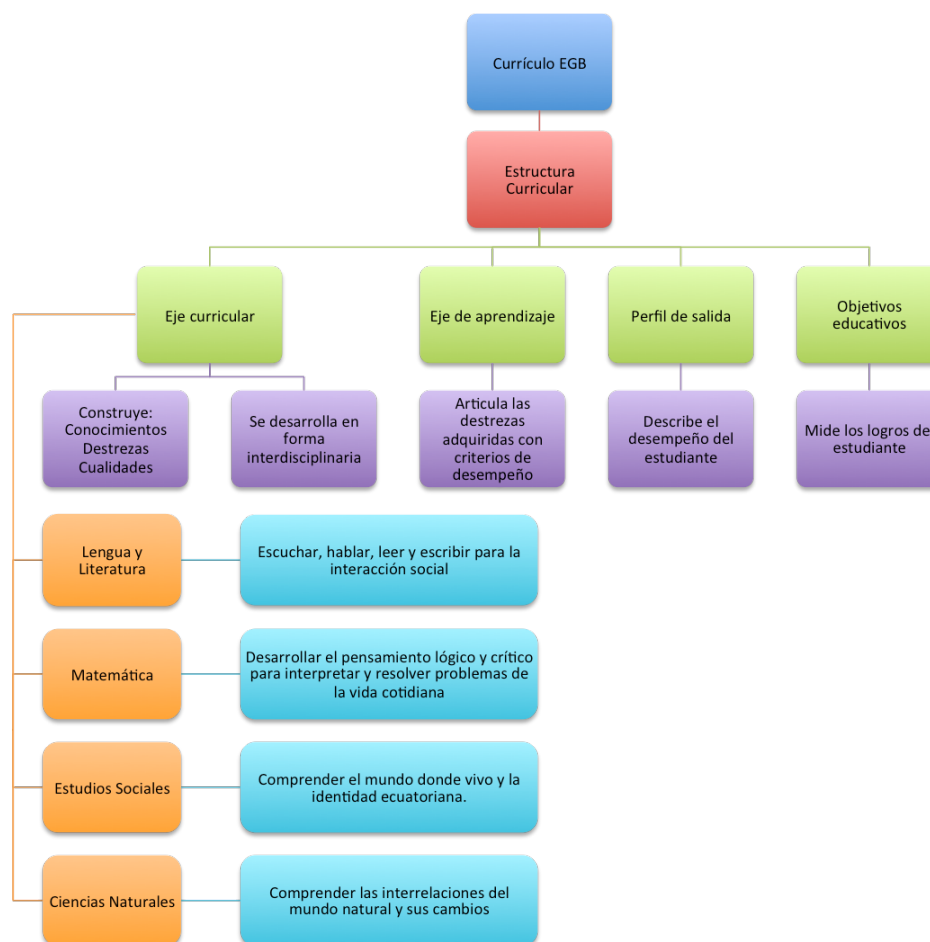 Currículo EGB
Estructura
Curricular
Eje curricular
Eje de aprendizaje
Perfil de salida
Objetivos
educativos
Construye:
Conocimientos
Destrezas
Cualidades
Se desarrolla en
forma
interdisciplinaria
Articula las
destrezas
adquiridas con
criterios de
desempeño
Describe el
desempeño del
estudiante
Mide los logros de
estudiante
Lengua y
Literatura
Escuchar, hablar, leer y escribir para la
interacción social
Matemática
Desarrollar el pensamiento lógico y crítico
para interpretar y resolver problemas de
la vida cotidiana
Estudios Sociales
Comprender el mundo donde vivo y la
identidad ecuatoriana.
Ciencias Naturales
Comprender las interrelaciones del
mundo natural y sus cambios